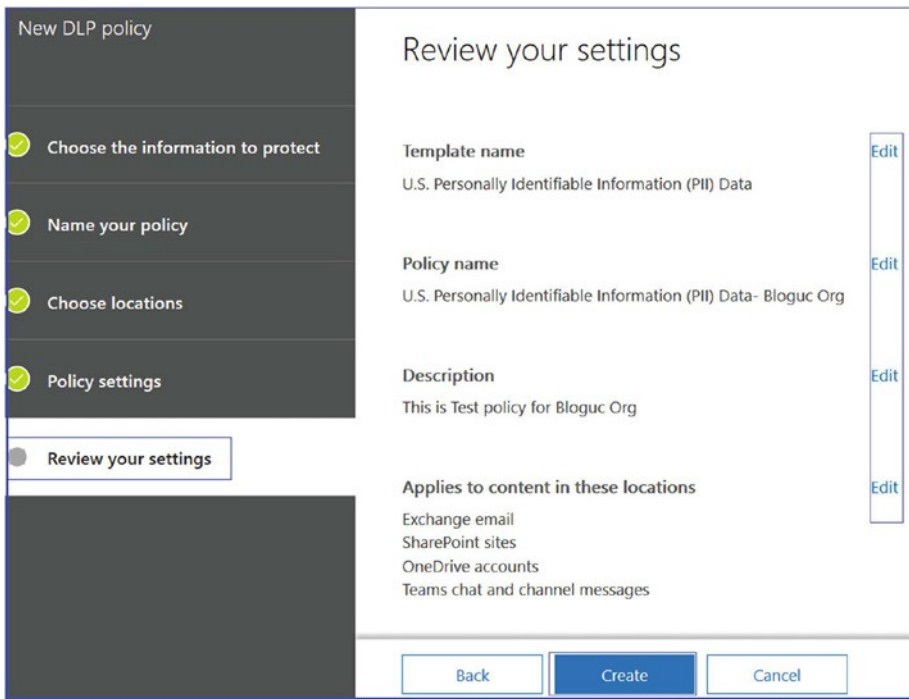 New DLP policy
Choose the information to protect
Name your policy
Choose locations
Policy settings
Review your settings
Review your settings
Template name
Edit
U.S. Personally Identifiable Information (PII) Data
Policy name
Edit
U.S. Personally Identifiable Information (PII) Data- Bloguc Org
Description
Edit
This is Test policy for Bloguc Org
Applies to content in these locations
Edit
Exchange email
SharePoint sites
OneDrive accounts
Teams chat and channel messages
Back
Create
Cancel